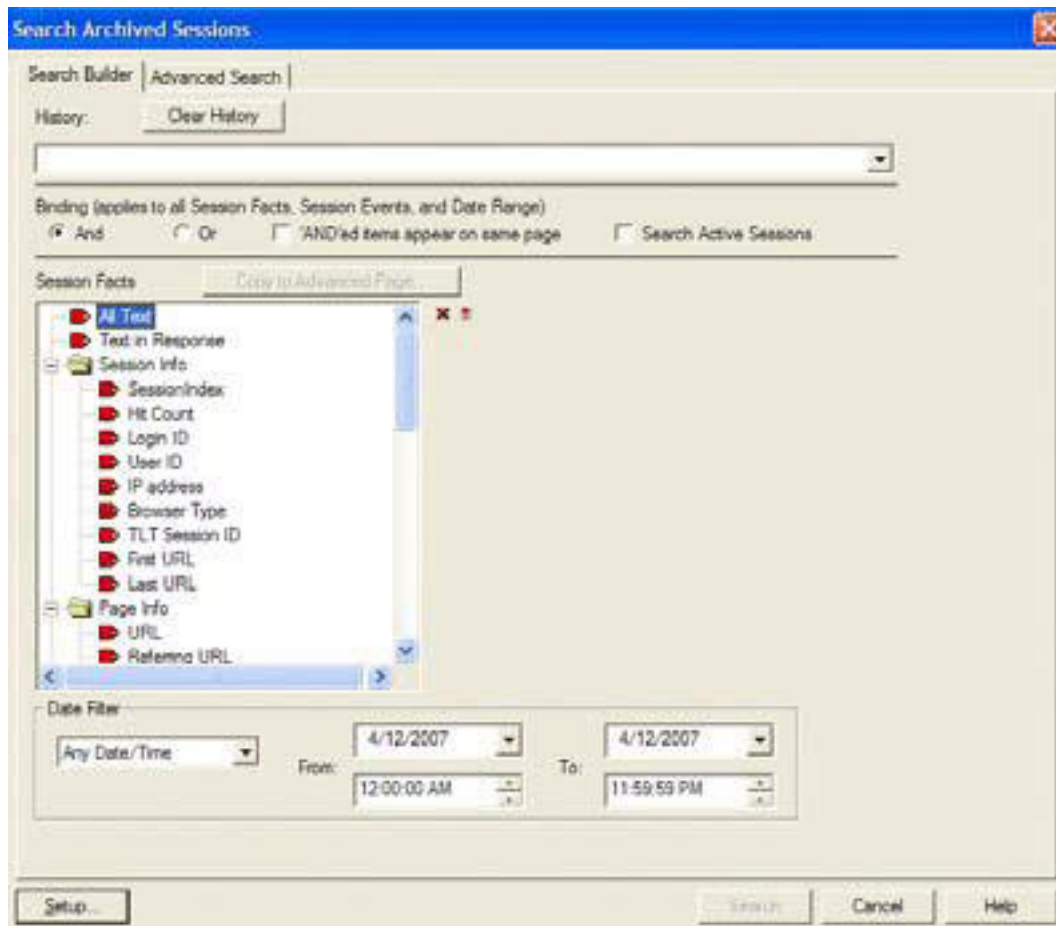 Search Archived Sessions
Search Builder Advanced Search
History: Clear History
Binding (applies to all Session Facts, Session Events, and Date Range)
And Or 'AND'ed items appear on same page Search Active Sessions
Session Facts Copy to Advanced Page...
All Text
Text in Response
Session Info
SessionIndex
Hit Count
Login ID
User ID
IP address
Browser Type
TLT Session ID
First URL
Last URL
Page Info
URL
Referring URL
Date Filter
Any Date/Time From: 4/12/2007 To: 4/12/2007
12:00:00 AM 11:59:59 PM
Setup... Search Cancel Help